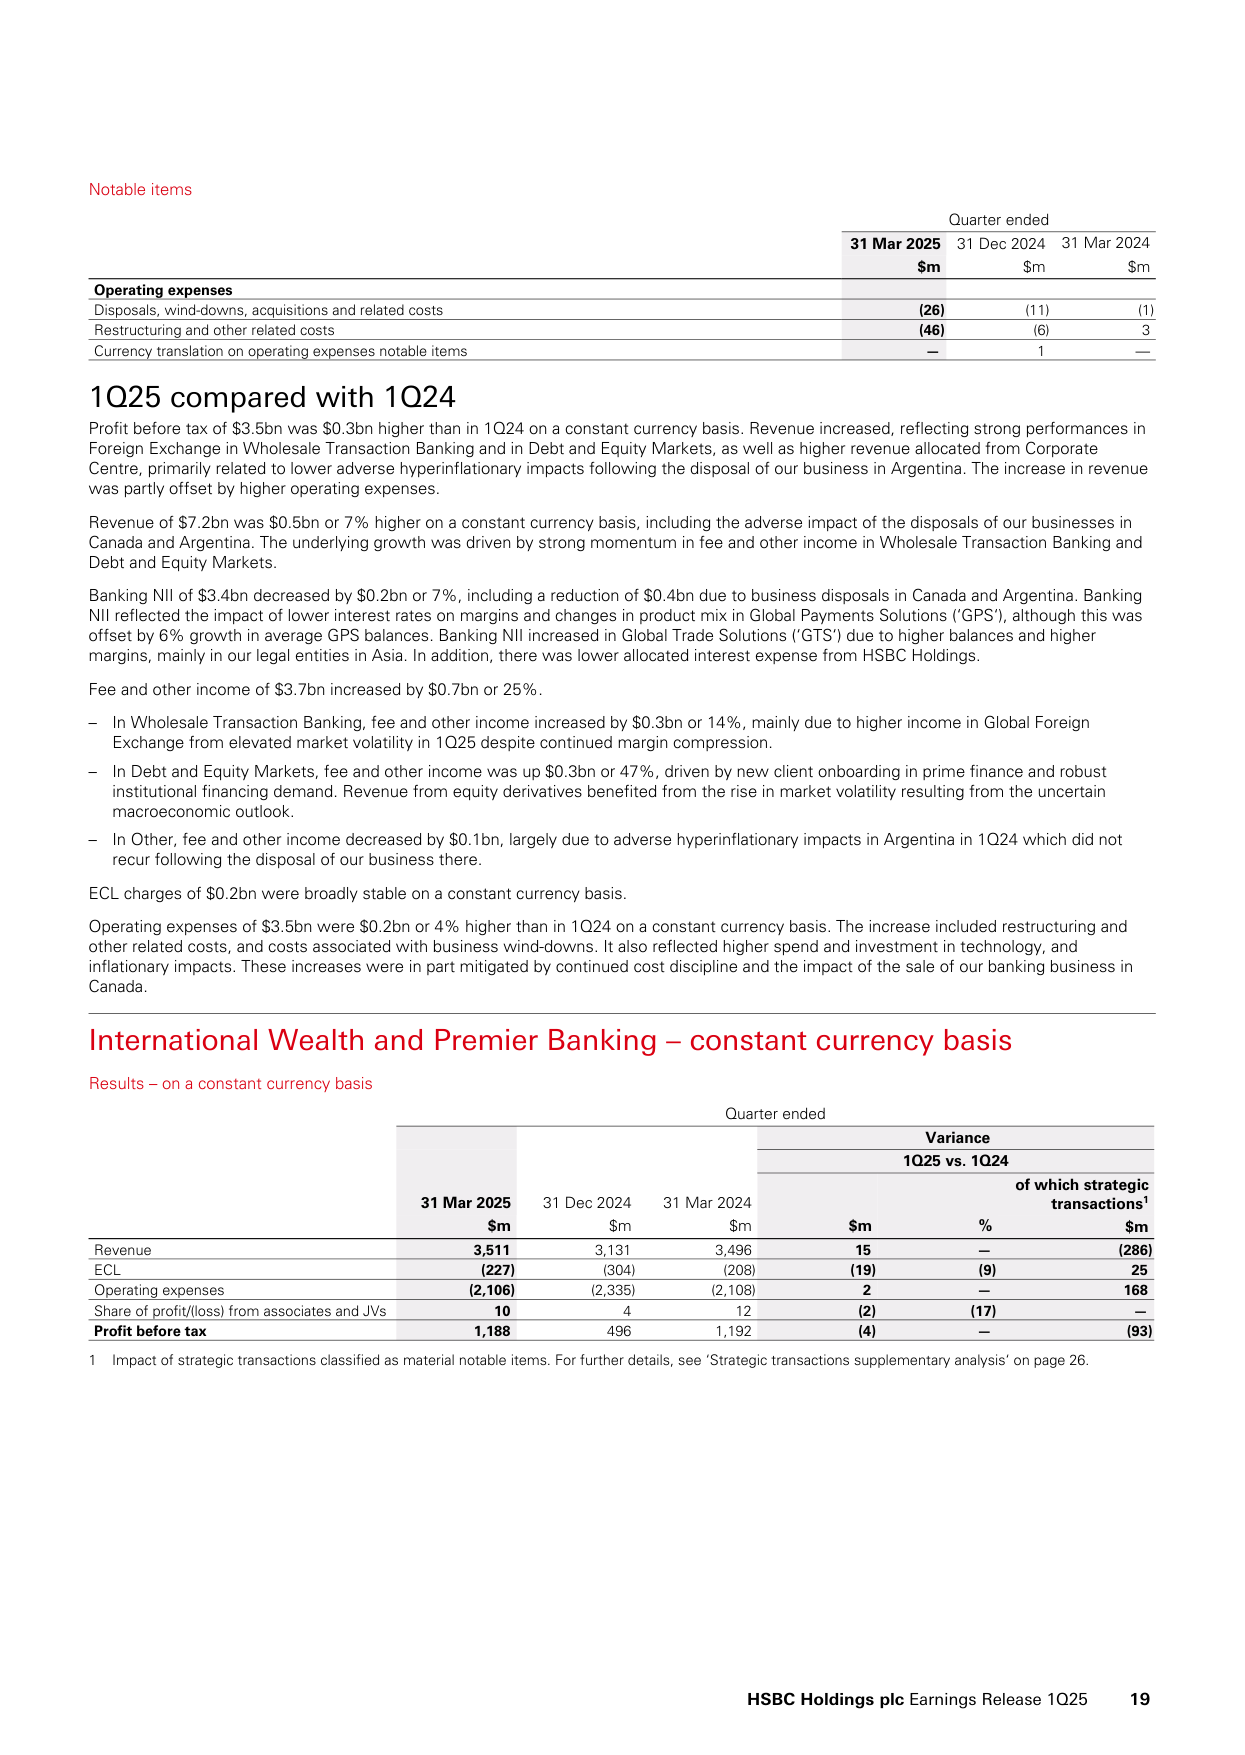 Notable items
Quarter ended
31 Mar 2025 31 Dec 2024 31 Mar 2024
$m $m $m
Operating expenses
Disposals, wind-downs, acquisitions and related costs (26) (11) (1)
Restructuring and other related costs (46) (6) 3
Currency translation on operating expenses notable items — 1 —
1Q25 compared with 1Q24
Profit before tax of $3.5bn was $0.3bn higher than in 1Q24 on a constant currency basis. Revenue increased, reflecting strong performances in
Foreign Exchange in Wholesale Transaction Banking and in Debt and Equity Markets, as well as higher revenue allocated from Corporate
Centre, primarily related to lower adverse hyperinflationary impacts following the disposal of our business in Argentina. The increase in revenue
was partly offset by higher operating expenses.
Revenue of $7.2bn was $0.5bn or 7% higher on a constant currency basis, including the adverse impact of the disposals of our businesses in
Canada and Argentina. The underlying growth was driven by strong momentum in fee and other income in Wholesale Transaction Banking and
Debt and Equity Markets.
Banking NII of $3.4bn decreased by $0.2bn or 7%, including a reduction of $0.4bn due to business disposals in Canada and Argentina. Banking
NII reflected the impact of lower interest rates on margins and changes in product mix in Global Payments Solutions ('GPS'), although this was
offset by 6% growth in average GPS balances. Banking NII increased in Global Trade Solutions ('GTS') due to higher balances and higher
margins, mainly in our legal entities in Asia. In addition, there was lower allocated interest expense from HSBC Holdings.
Fee and other income of $3.7bn increased by $0.7bn or 25%.
– In Wholesale Transaction Banking, fee and other income increased by $0.3bn or 14%, mainly due to higher income in Global Foreign
Exchange from elevated market volatility in 1Q25 despite continued margin compression.
– In Debt and Equity Markets, fee and other income was up $0.3bn or 47%, driven by new client onboarding in prime finance and robust
institutional financing demand. Revenue from equity derivatives benefited from the rise in market volatility resulting from the uncertain
macroeconomic outlook.
– In Other, fee and other income decreased by $0.1bn, largely due to adverse hyperinflationary impacts in Argentina in 1Q24 which did not
recur following the disposal of our business there.
ECL charges of $0.2bn were broadly stable on a constant currency basis.
Operating expenses of $3.5bn were $0.2bn or 4% higher than in 1Q24 on a constant currency basis. The increase included restructuring and
other related costs, and costs associated with business wind-downs. It also reflected higher spend and investment in technology, and
inflationary impacts. These increases were in part mitigated by continued cost discipline and the impact of the sale of our banking business in
Canada.
International Wealth and Premier Banking – constant currency basis
Results – on a constant currency basis
Quarter ended
Variance
1Q25 vs. 1Q24
of which strategic
31 Mar 2025 31 Dec 2024 31 Mar 2024 transactions1
$m $m $m $m % $m
Revenue 3,511 3,131 3,496 15 — (286)
ECL (227) (304) (208) (19) (9) 25
Operating expenses (2,106) (2,335) (2,108) 2 — 168
Share of profit/(loss) from associates and JVs 10 4 12 (2) (17) —
Profit before tax 1,188 496 1,192 (4) — (93)
1 Impact of strategic transactions classified as material notable items. For further details, see 'Strategic transactions supplementary analysis' on page 26.
HSBC Holdings plc Earnings Release 1Q25 19